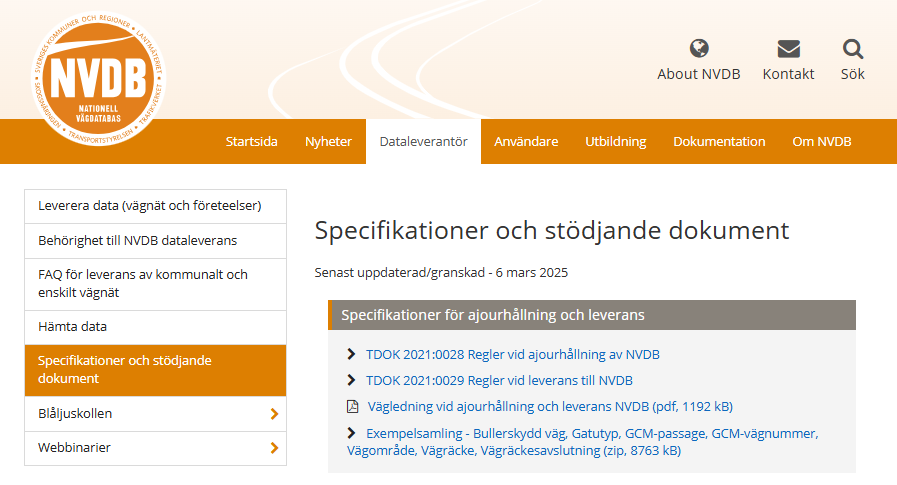 SVERIGES KOMMUNER OCH REGIONER • LANTMÄTERIET • TRAFIKVERKET • TRANSPORTSTYRELSEN • SKOGSNÄRINGEN •
NVDB
NATIONELL
VÄGDATABAS
About NVDB
Kontakt
Sök
Startsida
Nyheter
Dataleverantör
Användare
Utbildning
Dokumentation
Om NVDB
Leverera data (vägnät och företeelser)
Behörighet till NVDB dataleverans
FAQ för leverans av kommunalt och
enskilt vägnät
Hämta data
Specifikationer och stödjande
dokument
Blåljuskollen
Webbinarier
Specifikationer och stödjande dokument
Senast uppdaterad/granskad - 6 mars 2025
Specifikationer för ajourhållning och leverans
TDOK 2021:0028 Regler vid ajourhållning av NVDB
TDOK 2021:0029 Regler vid leverans till NVDB
Vägledning vid ajourhållning och leverans NVDB (pdf, 1192 kB)
Exempelsamling - Bullerskydd väg, Gatutyp, GCM-passage, GCM-vägnummer,
Vägområde, Vägräcke, Vägräckesavslutning (zip, 8763 kB)